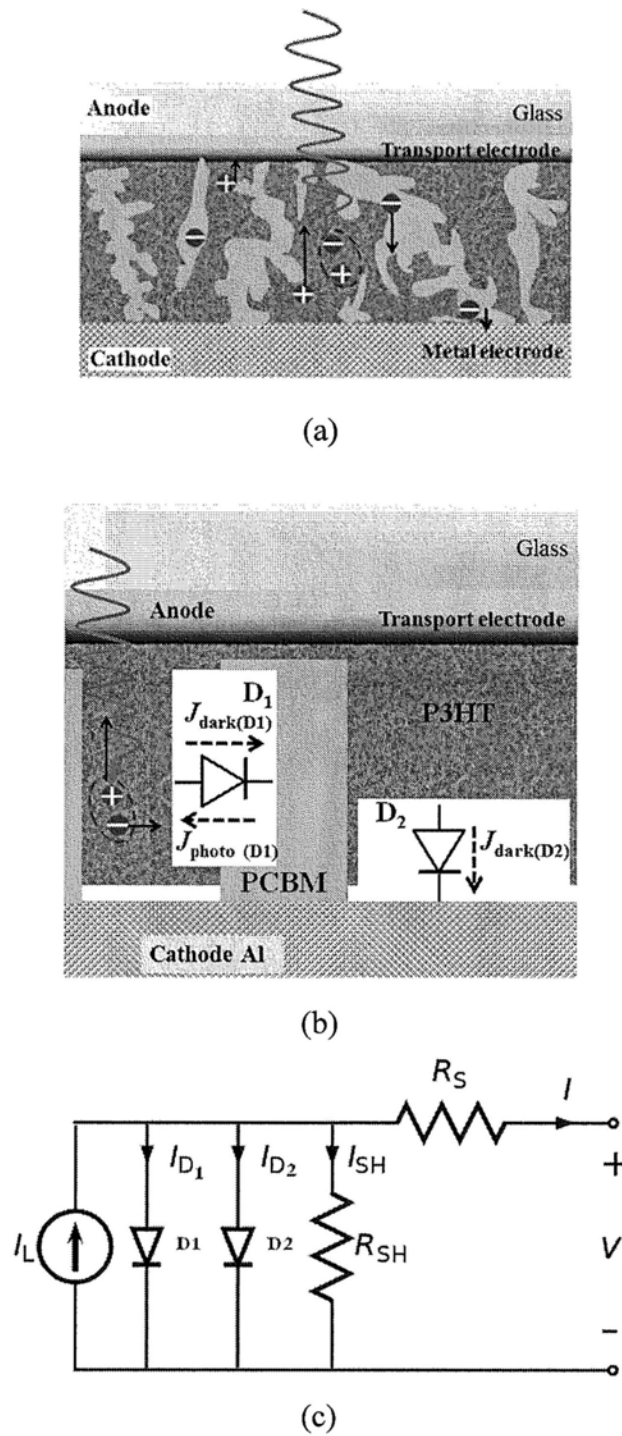 Anode
Glass
Transport electrode
+
−
−
−
+
+
−
Cathode
Metal electrode
(a)
Glass
Anode
Transport electrode
D1
Jdark(D1)
P3HT
+
−
D2
Jphoto (D1)
Jdark(D2)
PCBM
Cathode Al
(b)
RS
I
ID1
ID2
ISH
+
IL
D1
D2
RSH
V
−
(c)